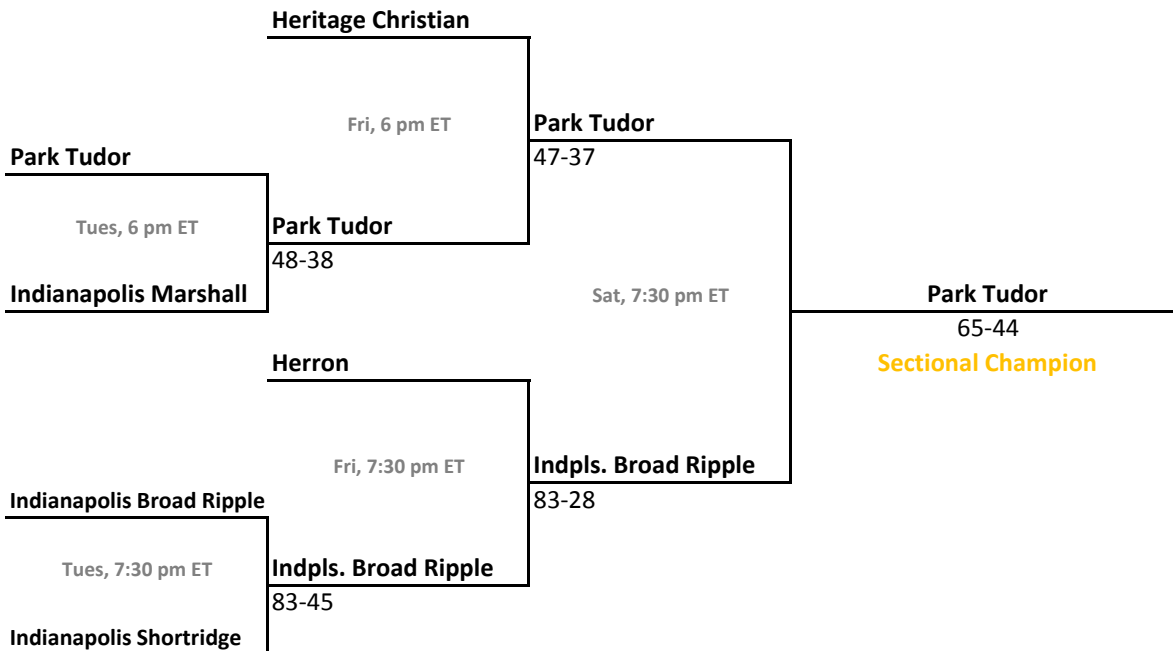 Heritage Christian
Fri, 6 pm ET
Park Tudor
47-37
Park Tudor
Tues, 6 pm ET
Park Tudor
48-38
Indianapolis Marshall
Sat, 7:30 pm ET
Park Tudor
65-44
Sectional Champion
Herron
Fri, 7:30 pm ET
Indpls. Broad Ripple
83-28
Indianapolis Broad Ripple
Tues, 7:30 pm ET
Indpls. Broad Ripple
83-45
Indianapolis Shortridge